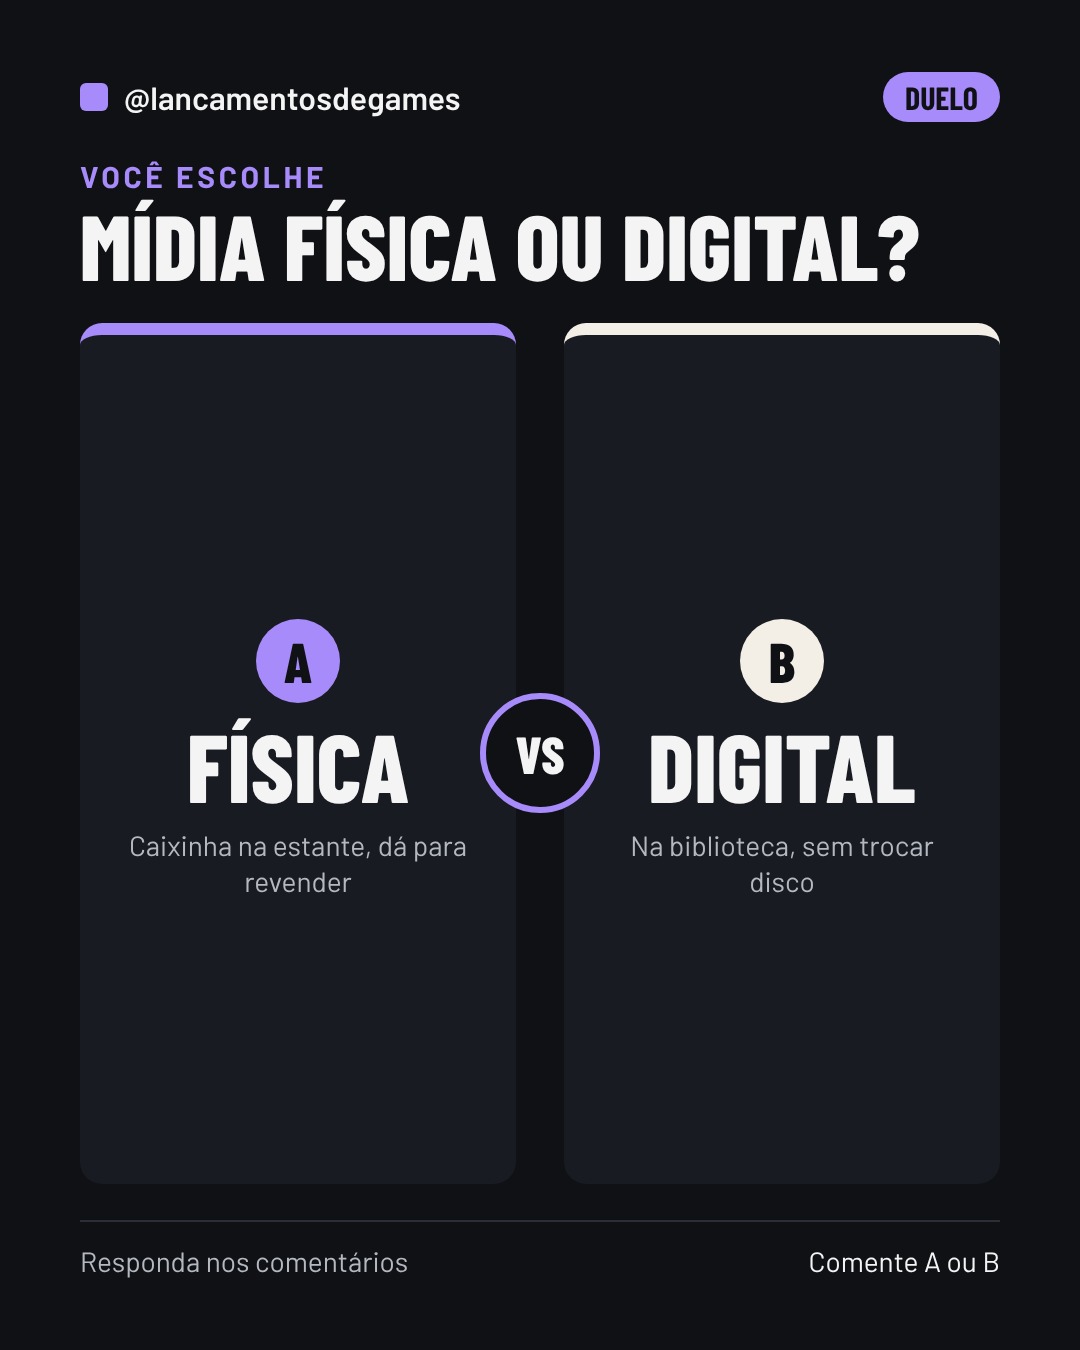 @lancamentosdegames
DUELO
VOCÊ ESCOLHE
MÍDIA FÍSICA OU DIGITAL?
A
FÍSICA
Caixinha na estante, dá para
revender
VS
B
DIGITAL
Na biblioteca, sem trocar
disco
Responda nos comentários
Comente A ou B